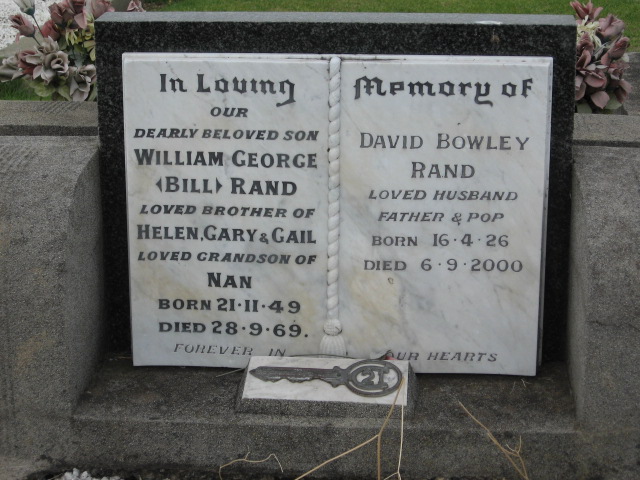 In Loving
OUR
DEARLY BELOVED SON
WILLIAM GEORGE
(BILL) RAND
LOVED BROTHER OF
HELEN, GARY & GAIL
LOVED GRANDSON OF
NAN
BORN 21·11·49
DIED 28·9·69.
FOREVER IN
Memory of
DAVID BOWLEY
RAND
LOVED HUSBAND
FATHER & POP
BORN 16·4·26
DIED 6·9·2000
OUR HEARTS